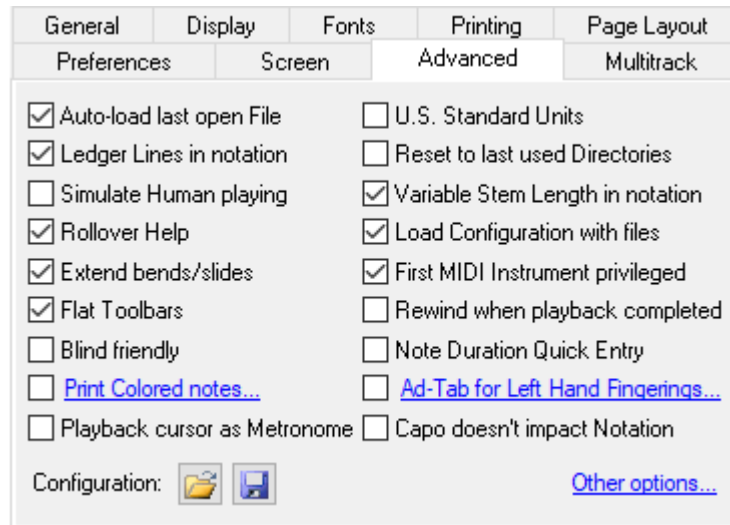 General Display Fonts Printing Page Layout
Preferences Screen Advanced Multitrack
Auto-load last open File U.S. Standard Units
Ledger Lines in notation Reset to last used Directories
Simulate Human playing Variable Stem Length in notation
Rollover Help Load Configuration with files
Extend bends/slides First MIDI Instrument privileged
Flat Toolbars Rewind when playback completed
Blind friendly Note Duration Quick Entry
Print Colored notes... Ad-Tab for Left Hand Fingerings...
Playback cursor as Metronome Capo doesn't impact Notation
Configuration: Other options...